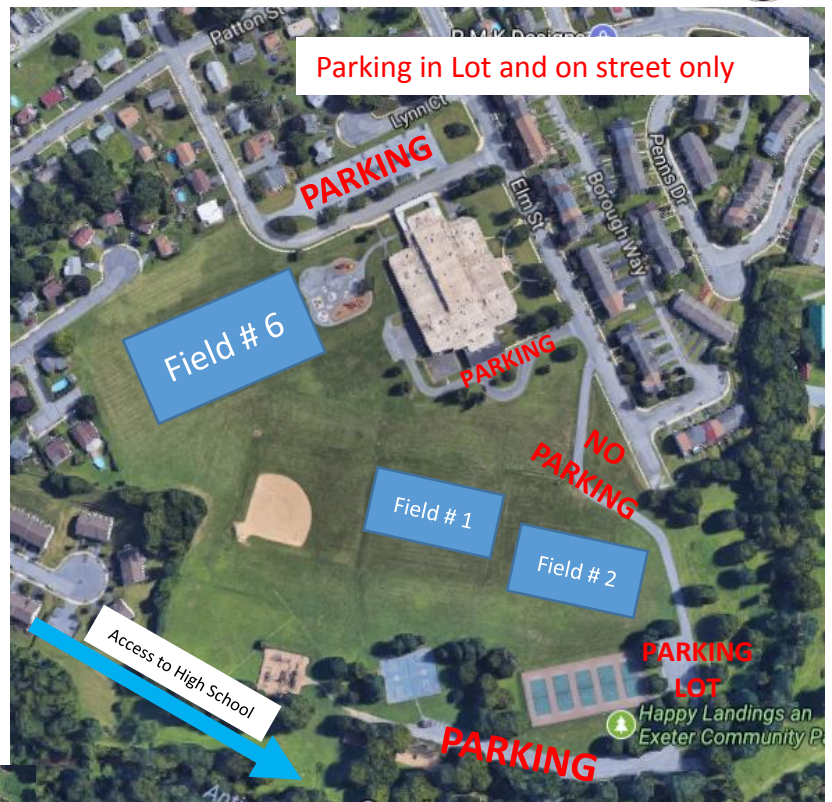 Patton St
Parking in Lot and on street only
Lynn Ct
PARKING
Elm St
Borough Way
Penns Dr
Field # 6
PARKING
NO
PARKING
Field # 1
Field # 2
Access to High School
PARKING
LOT
Happy Landings an
Exeter Community Pa
PARKING